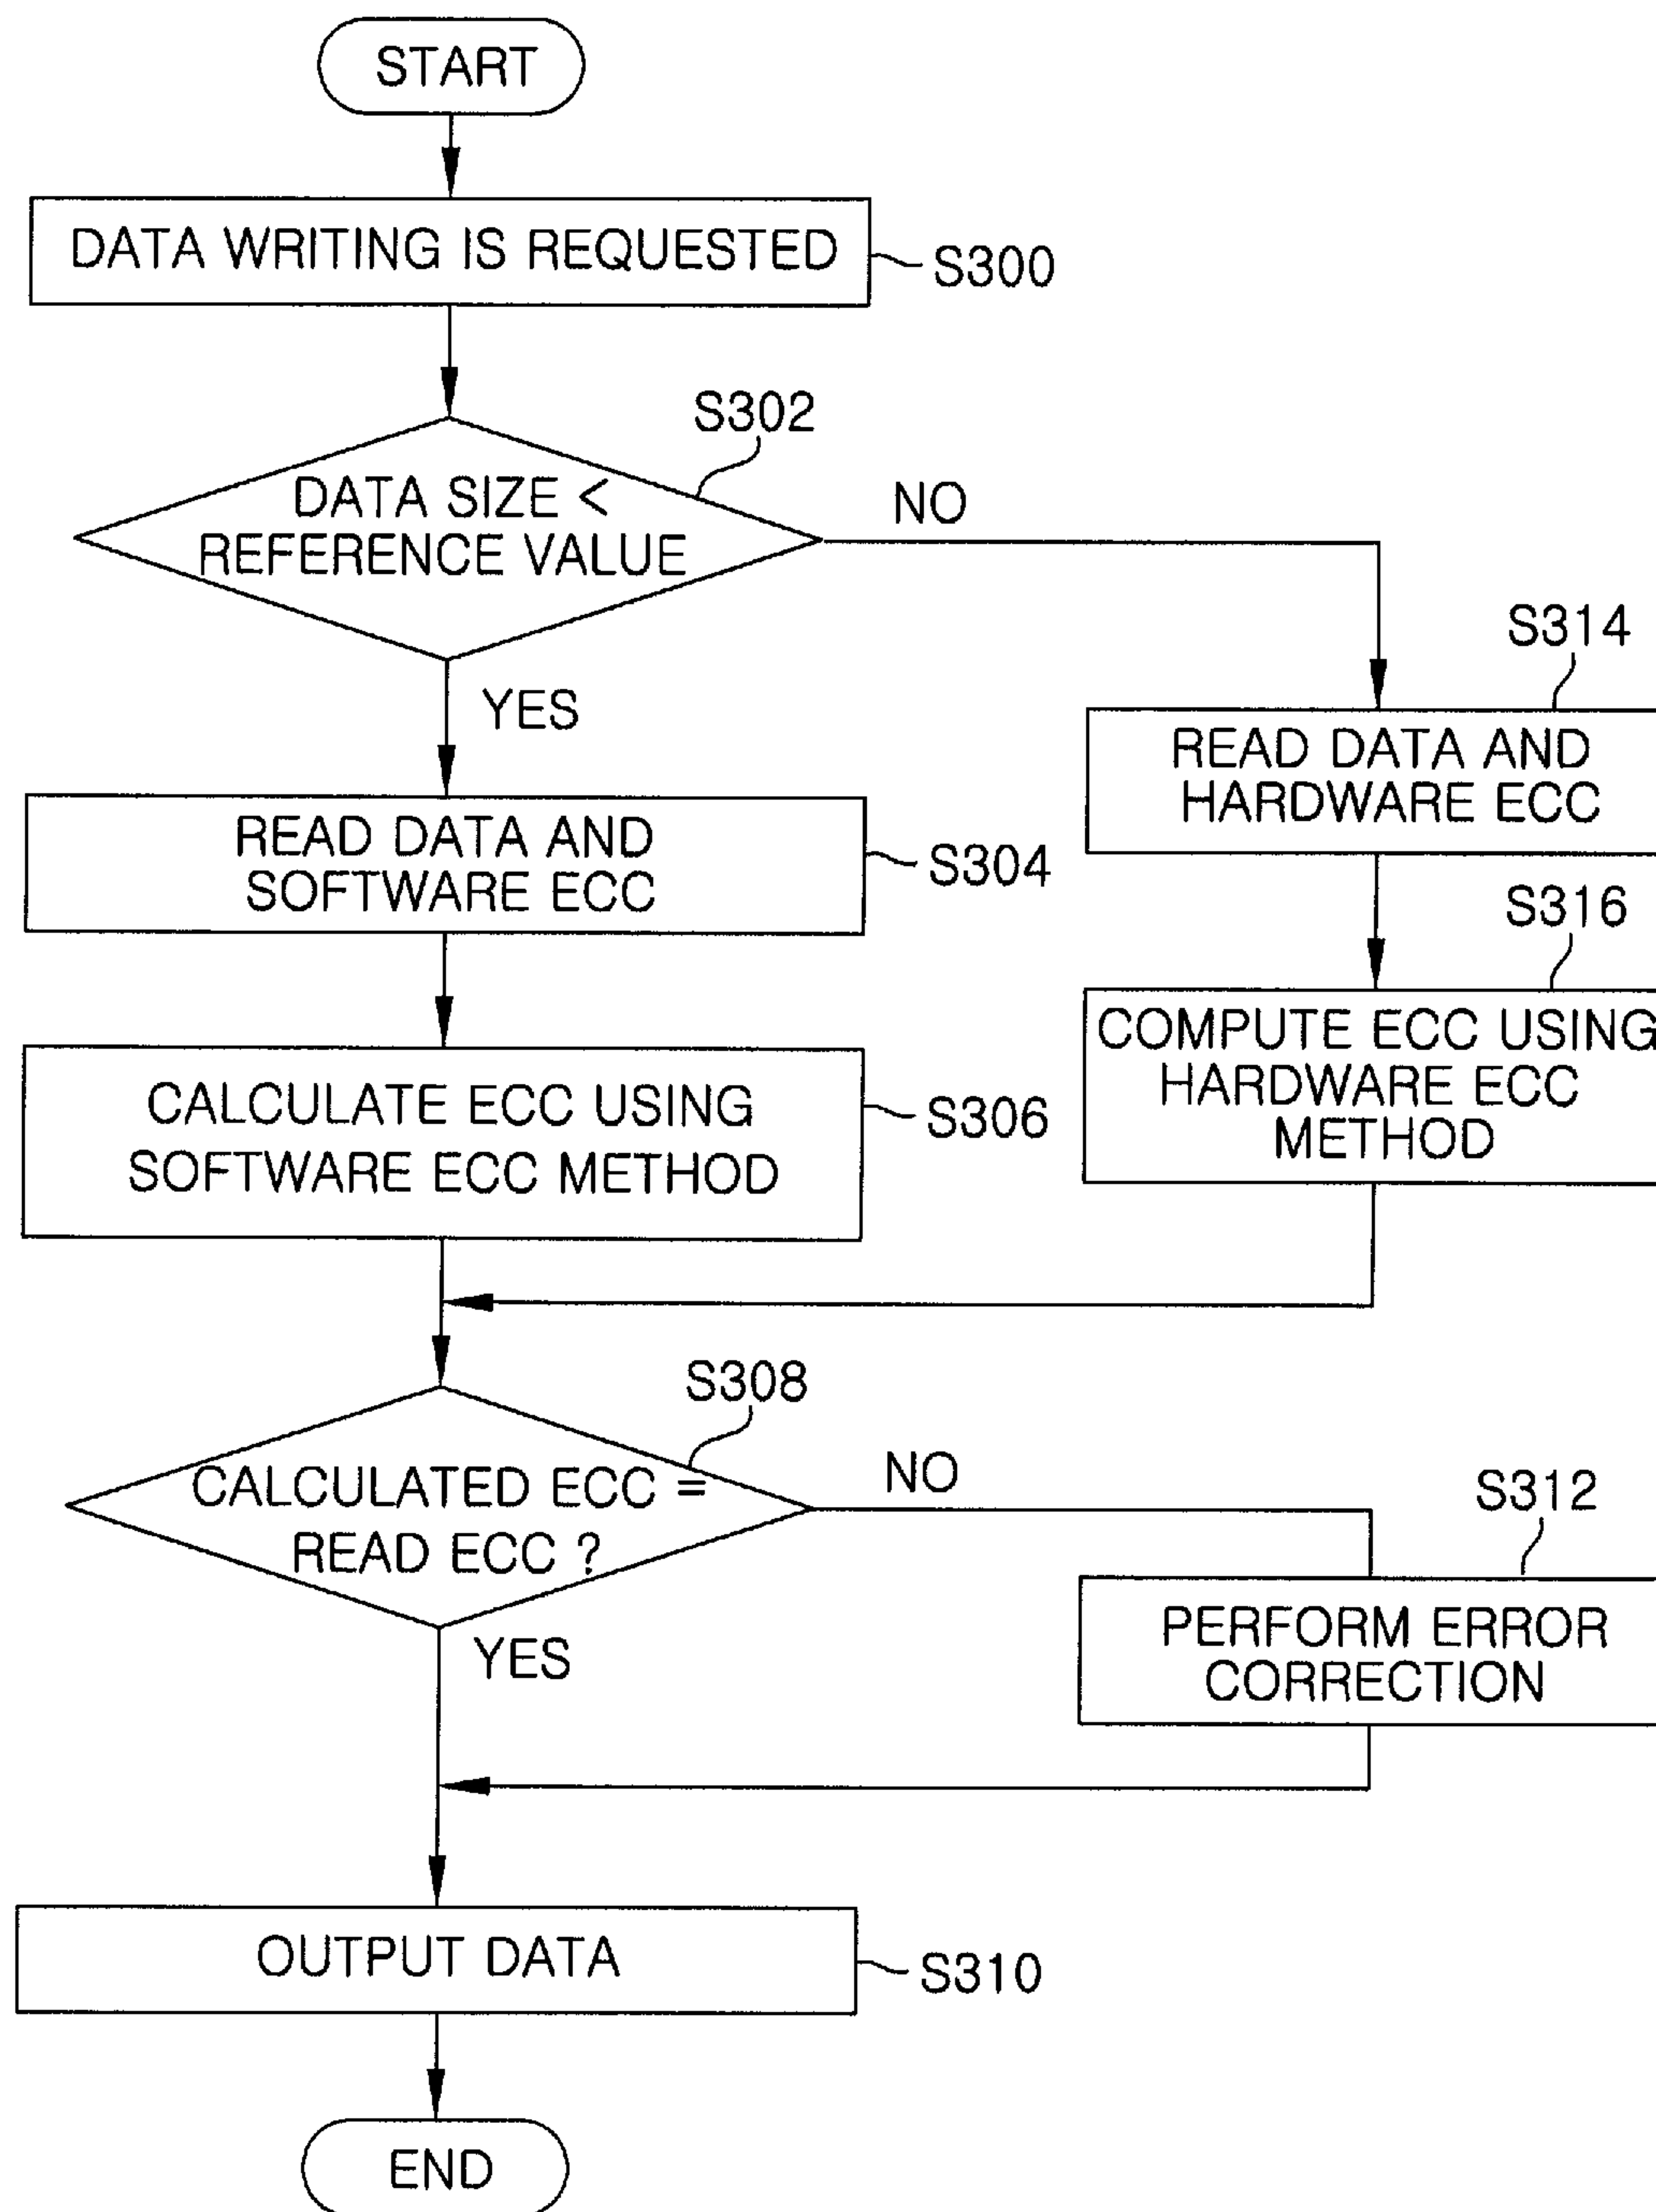 START
DATA WRITING IS REQUESTED
S300
S302
DATA SIZE <
REFERENCE VALUE
NO
YES
S314
READ DATA AND
HARDWARE ECC
READ DATA AND
SOFTWARE ECC
S304
S316
COMPUTE ECC USING
HARDWARE ECC
METHOD
CALCULATE ECC USING
SOFTWARE ECC METHOD
S306
S308
CALCULATED ECC =
READ ECC ?
NO
YES
S312
PERFORM ERROR
CORRECTION
OUTPUT DATA
S310
END